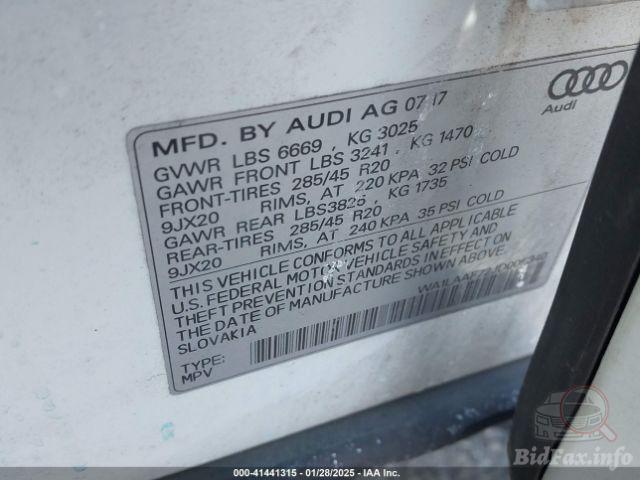 MFD. BY AUDI AG 07 17
Audi
GVWR LBS 6669 , KG 3025
GAWR FRONT LBS 3241 , KG 1470
FRONT-TIRES 285/45 R20
9JX20 RIMS, AT 220 KPA 32 PSI COLD
GAWR REAR LBS3825 , KG 1735
REAR-TIRES 285/45 R20
9JX20 RIMS, AT 240 KPA 35 PSI COLD
THIS VEHICLE CONFORMS TO ALL APPLICABLE
U.S. FEDERAL MOTOR VEHICLE SAFETY AND
THEFT PREVENTION STANDARDS IN EFFECT ON
THE DATE OF MANUFACTURE SHOWN ABOVE.
SLOVAKIA
TYPE:
MPV
000-41441315 - 01/28/2025 - IAA Inc.
BidFax.info